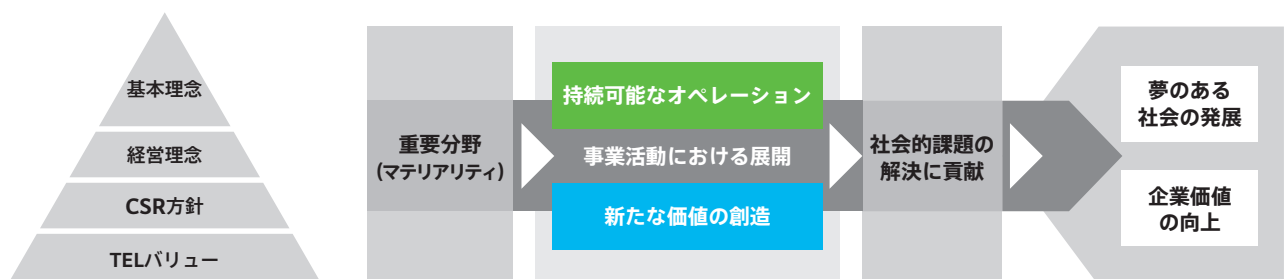 基本理念
経営理念
CSR方針
TELバリュー
重要分野
(マテリアリティ)
持続可能なオペレーション
事業活動における展開
新たな価値の創造
社会的課題の
解決に貢献
夢のある
社会の発展
企業価値
の向上